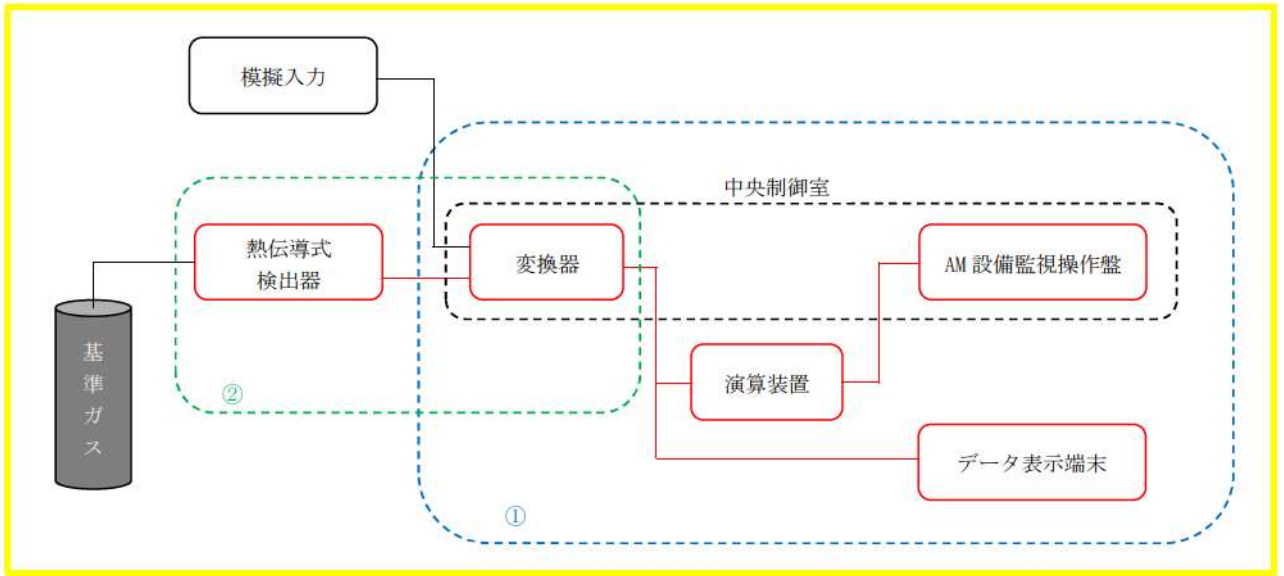 模擬入力
中央制御室
熱伝導式
検出器
変換器
AM 設備監視操作盤
基準ガス
演算装置
②
データ表示端末
①